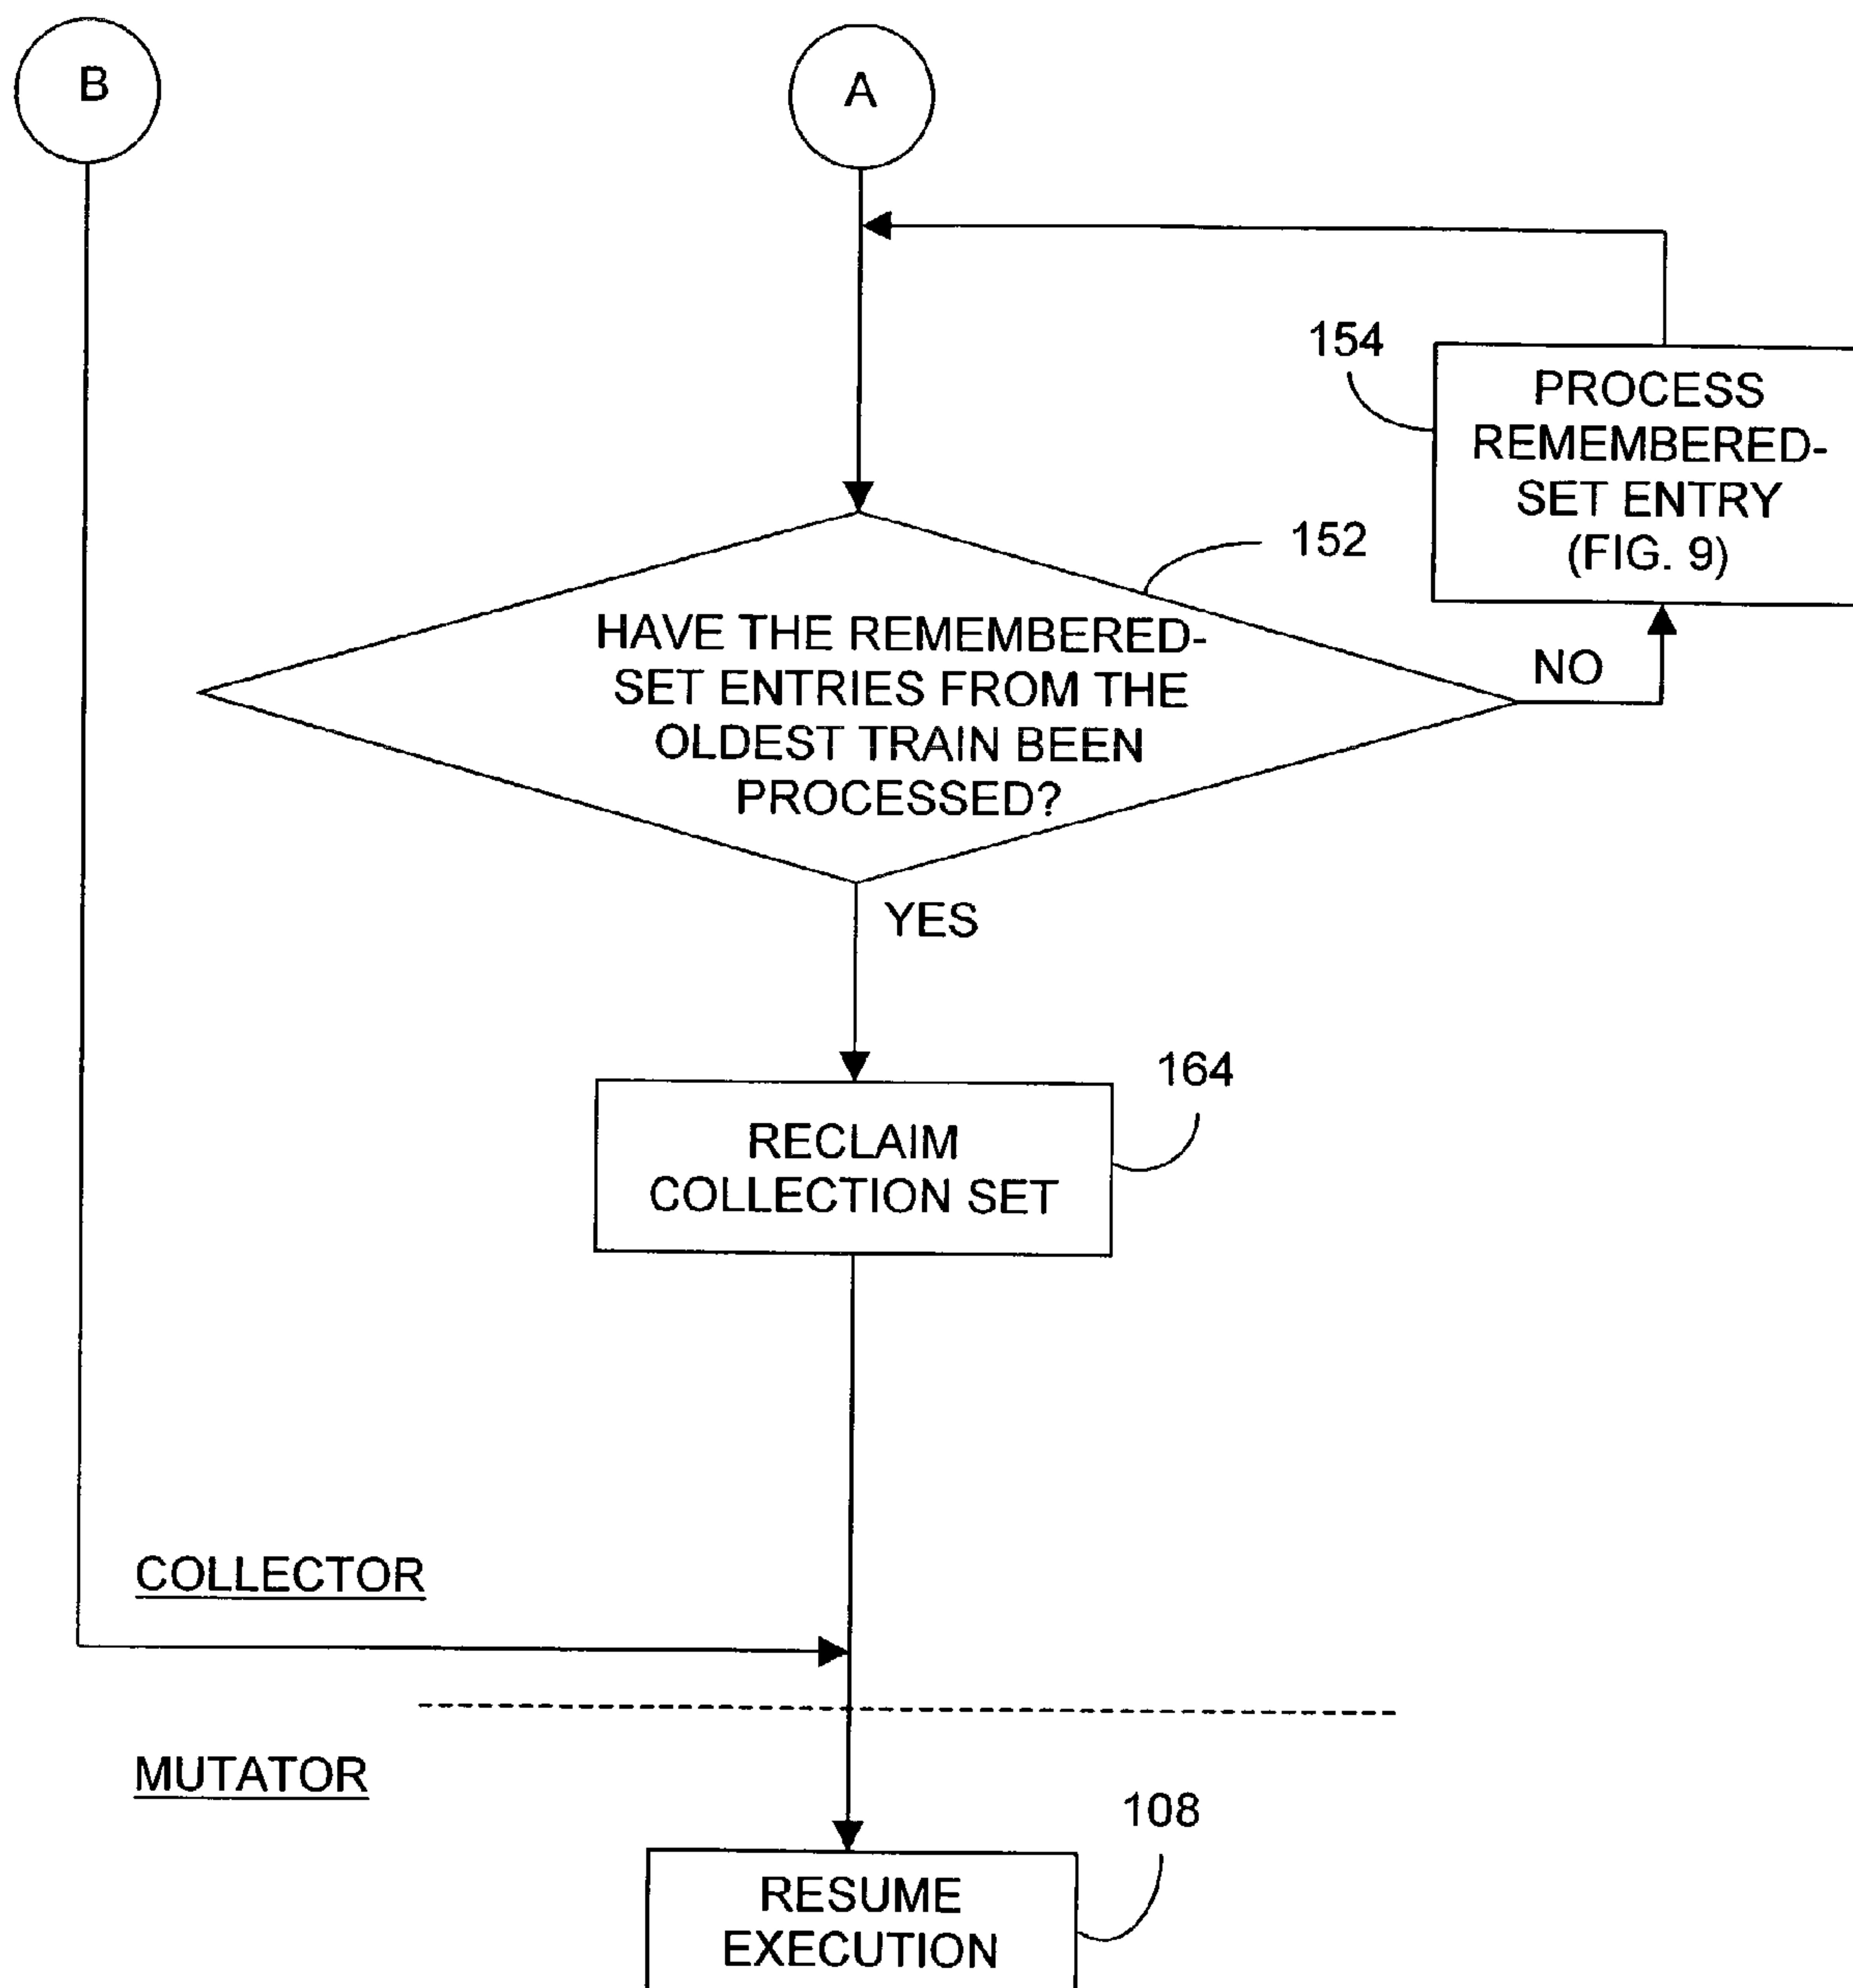 B
A
154
PROCESS
REMEMBERED-
SET ENTRY
(FIG. 9)
152
HAVE THE REMEMBERED-
SET ENTRIES FROM THE
OLDEST TRAIN BEEN
PROCESSED?
NO
YES
164
RECLAIM
COLLECTION SET
COLLECTOR
MUTATOR
108
RESUME
EXECUTION